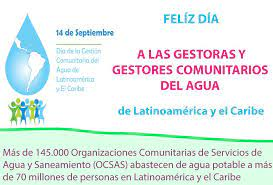 14 de Septiembre
Día de la Gestión
Comunitaria del
Agua de
Latinoamérica
y El Caribe
FELÍZ DÍA
A LAS GESTORAS Y
GESTORES COMUNITARIOS
DEL AGUA
de Latinoamérica y el Caribe
Más de 145.000 Organizaciones Comunitarias de Servicios de
Agua y Saneamiento (OCSAS) abastecen de agua potable a más
de 70 millones de personas en Latinoamérica y el Caribe